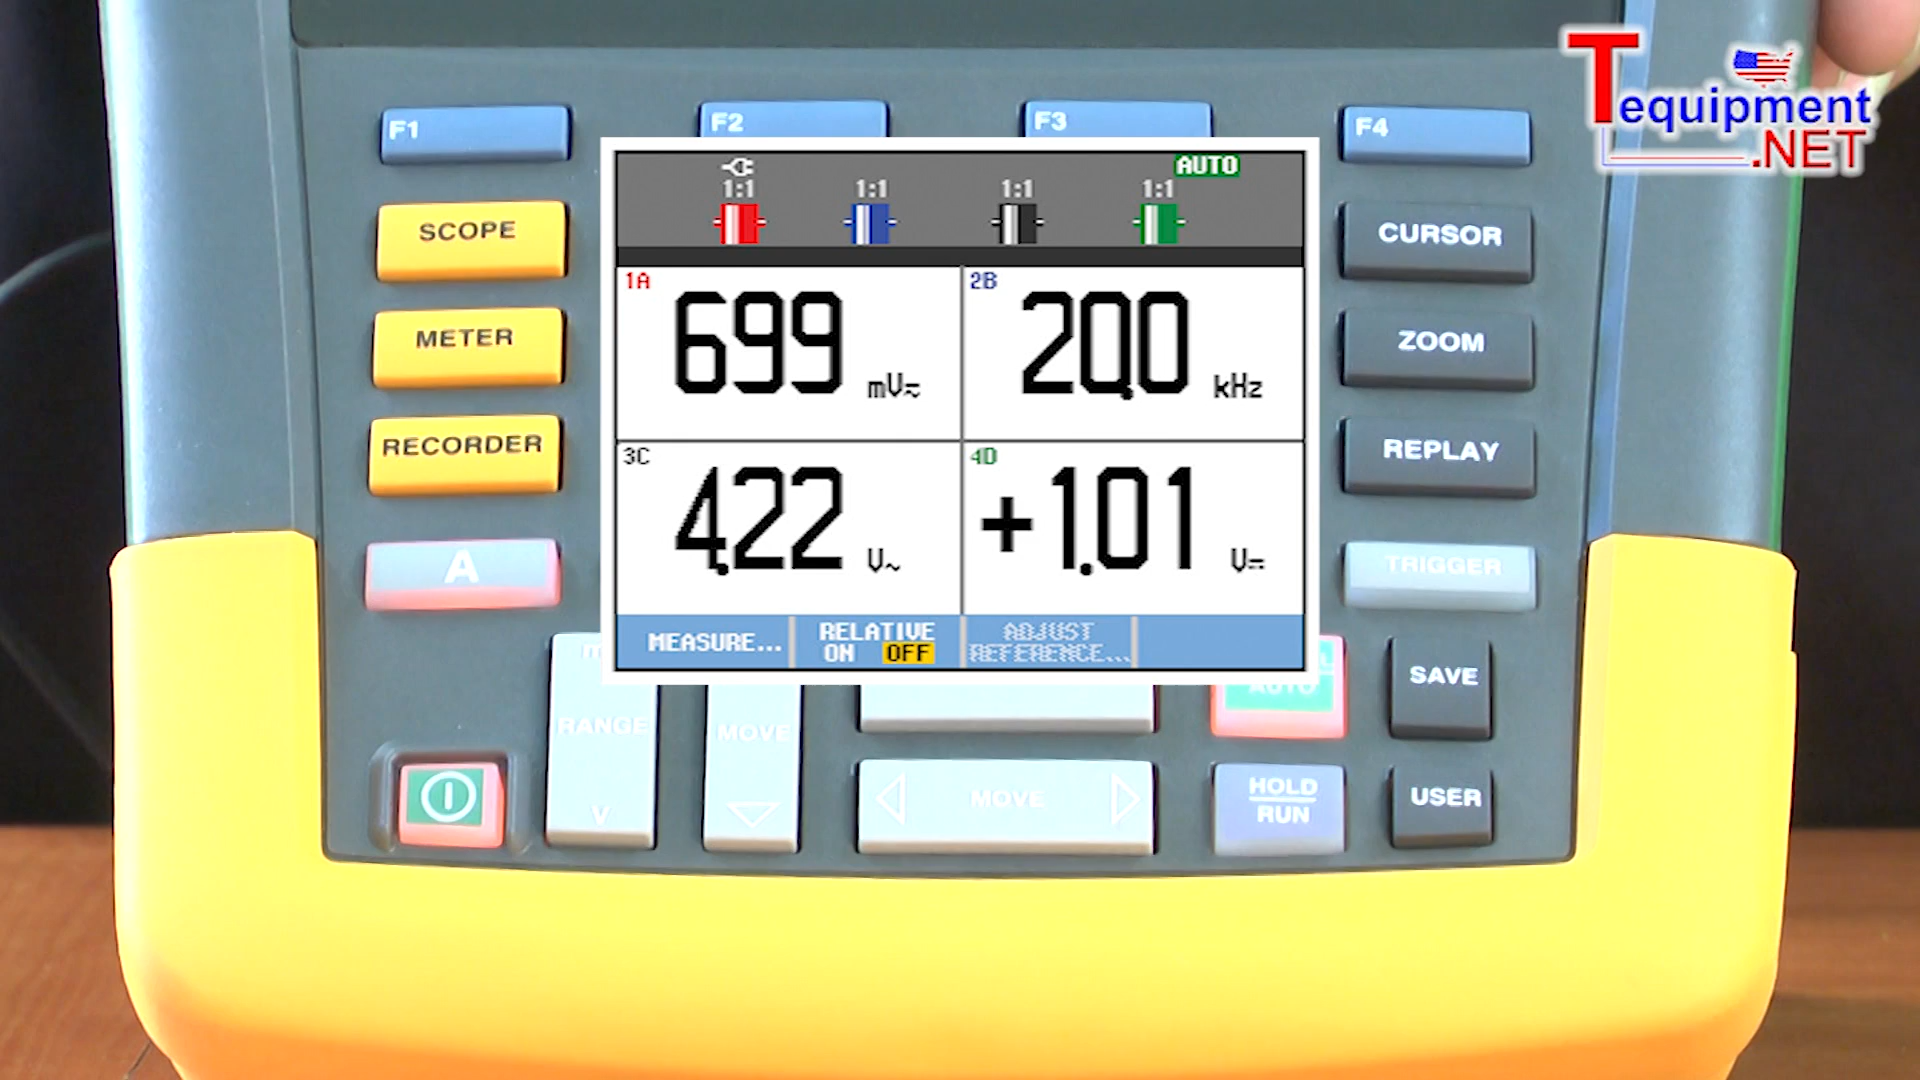 Tequipment
.NET
F1
F2
F3
F4
SCOPE
METER
RECORDER
A
CURSOR
ZOOM
REPLAY
TRIGGER
AUTO
1:1 1:1 1:1 1:1
1A
699 mV
2B
20.0 kHz
3C
4.22 V~
4D
+1.01 V
MEASURE...
RELATIVE
ON OFF
ADJUST
REFERENCE...
RANGE
V
MOVE
MOVE
AUTO
HOLD
RUN
SAVE
USER